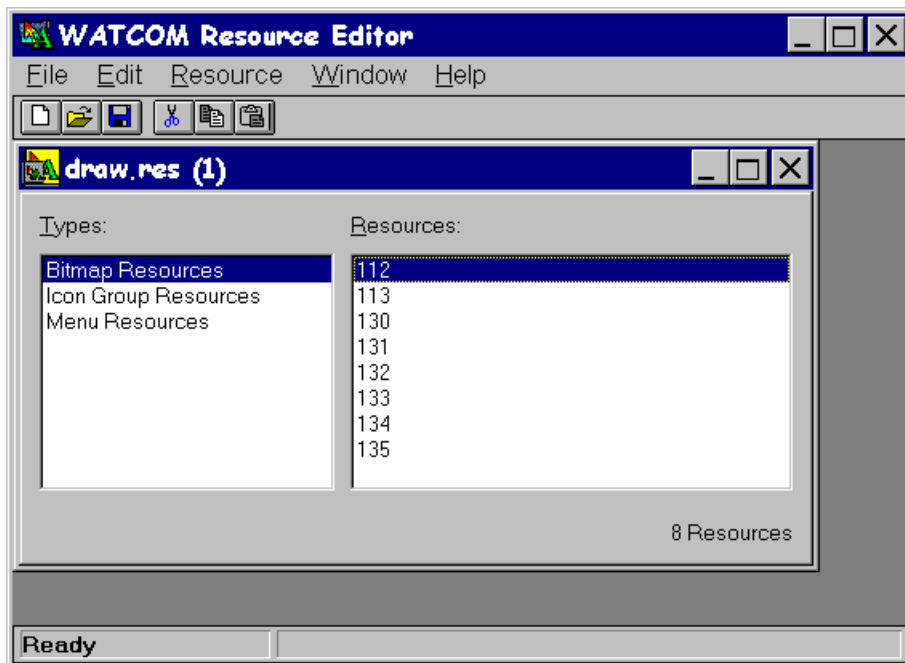 WATCOM Resource Editor
File Edit Resource Window Help
draw.res (1)
Types:
Resources:
Bitmap Resources
Icon Group Resources
Menu Resources
112
113
130
131
132
133
134
135
8 Resources
Ready